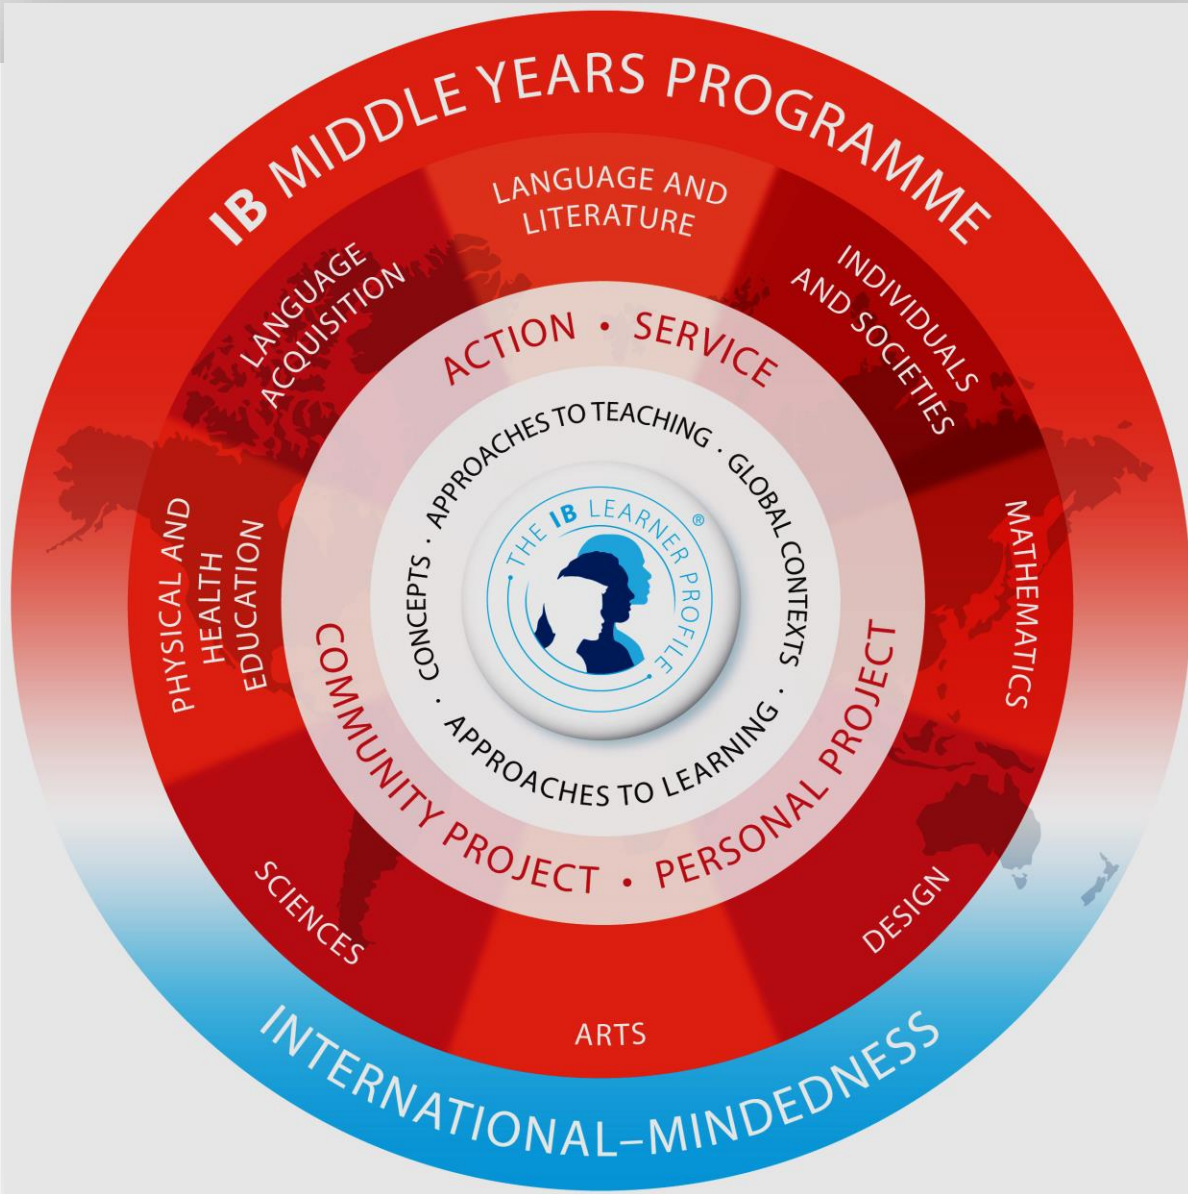 IB MIDDLE YEARS PROGRAMME
LANGUAGE AND
LITERATURE
INDIVIDUALS
AND SOCIETIES
MATHEMATICS
DESIGN
ARTS
SCIENCES
PHYSICAL AND
HEALTH
EDUCATION
LANGUAGE
ACQUISITION
ACTION · SERVICE
COMMUNITY PROJECT · PERSONAL PROJECT
APPROACHES TO TEACHING · GLOBAL CONTEXTS · APPROACHES TO LEARNING · CONCEPTS ·
THE IB LEARNER PROFILE ®
INTERNATIONAL–MINDEDNESS